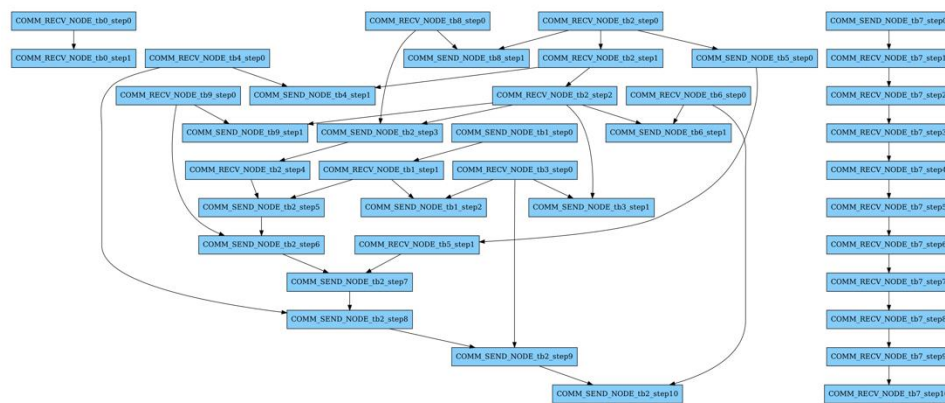 COMM_RECV_NODE_tb0_step0
COMM_RECV_NODE_tb8_step0
COMM_RECV_NODE_tb2_step0
COMM_SEND_NODE_tb7_step0
COMM_RECV_NODE_tb0_step1
COMM_RECV_NODE_tb4_step0
COMM_SEND_NODE_tb8_step1
COMM_RECV_NODE_tb2_step1
COMM_SEND_NODE_tb5_step0
COMM_RECV_NODE_tb7_step1
COMM_RECV_NODE_tb9_step0
COMM_SEND_NODE_tb4_step1
COMM_RECV_NODE_tb2_step2
COMM_RECV_NODE_tb6_step0
COMM_RECV_NODE_tb7_step2
COMM_SEND_NODE_tb9_step1
COMM_SEND_NODE_tb2_step3
COMM_SEND_NODE_tb1_step0
COMM_SEND_NODE_tb6_step1
COMM_RECV_NODE_tb7_step3
COMM_RECV_NODE_tb2_step4
COMM_RECV_NODE_tb1_step1
COMM_RECV_NODE_tb3_step0
COMM_RECV_NODE_tb7_step4
COMM_SEND_NODE_tb2_step5
COMM_SEND_NODE_tb1_step2
COMM_SEND_NODE_tb3_step1
COMM_RECV_NODE_tb7_step5
COMM_SEND_NODE_tb2_step6
COMM_RECV_NODE_tb5_step1
COMM_RECV_NODE_tb7_step6
COMM_SEND_NODE_tb2_step7
COMM_RECV_NODE_tb7_step7
COMM_SEND_NODE_tb2_step8
COMM_RECV_NODE_tb7_step8
COMM_SEND_NODE_tb2_step9
COMM_RECV_NODE_tb7_step9
COMM_SEND_NODE_tb2_step10